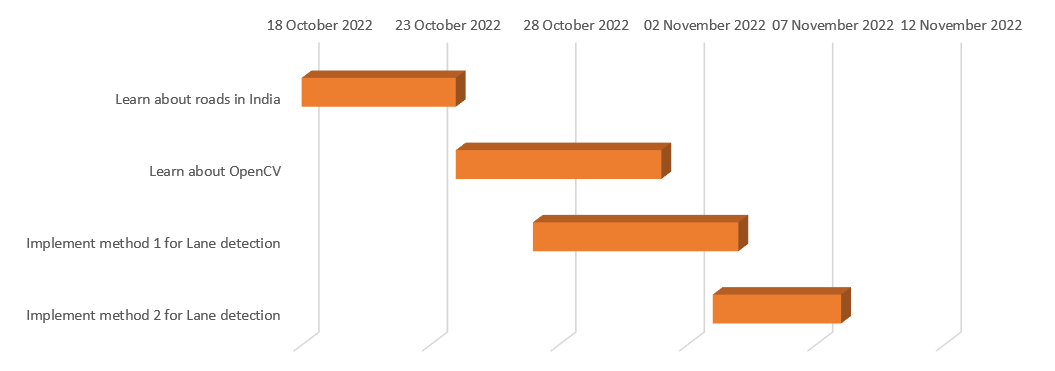 18 October 2022 23 October 2022 28 October 2022 02 November 2022 07 November 2022 12 November 2022
Learn about roads in India
Learn about OpenCV
Implement method 1 for Lane detection
Implement method 2 for Lane detection